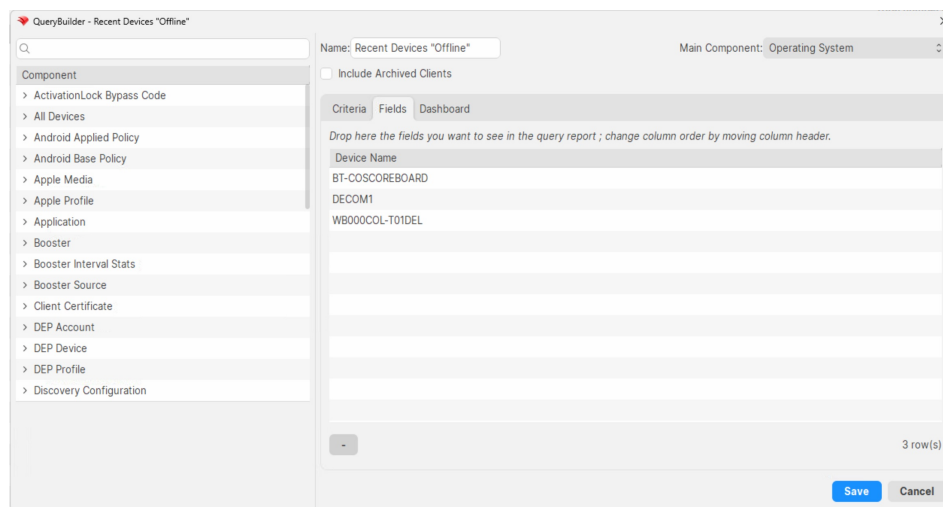 QueryBuilder - Recent Devices "Offline"
Name: Recent Devices "Offline"
Main Component: Operating System
Include Archived Clients
Component
ActivationLock Bypass Code
All Devices
Android Applied Policy
Android Base Policy
Apple Media
Apple Profile
Application
Booster
Booster Interval Stats
Booster Source
Client Certificate
DEP Account
DEP Device
DEP Profile
Discovery Configuration
Criteria Fields Dashboard
Drop here the fields you want to see in the query report ; change column order by moving column header.
Device Name
BT-COSCOREBOARD
DECOM1
WB000COL-T01DEL
-
3 row(s)
Save Cancel